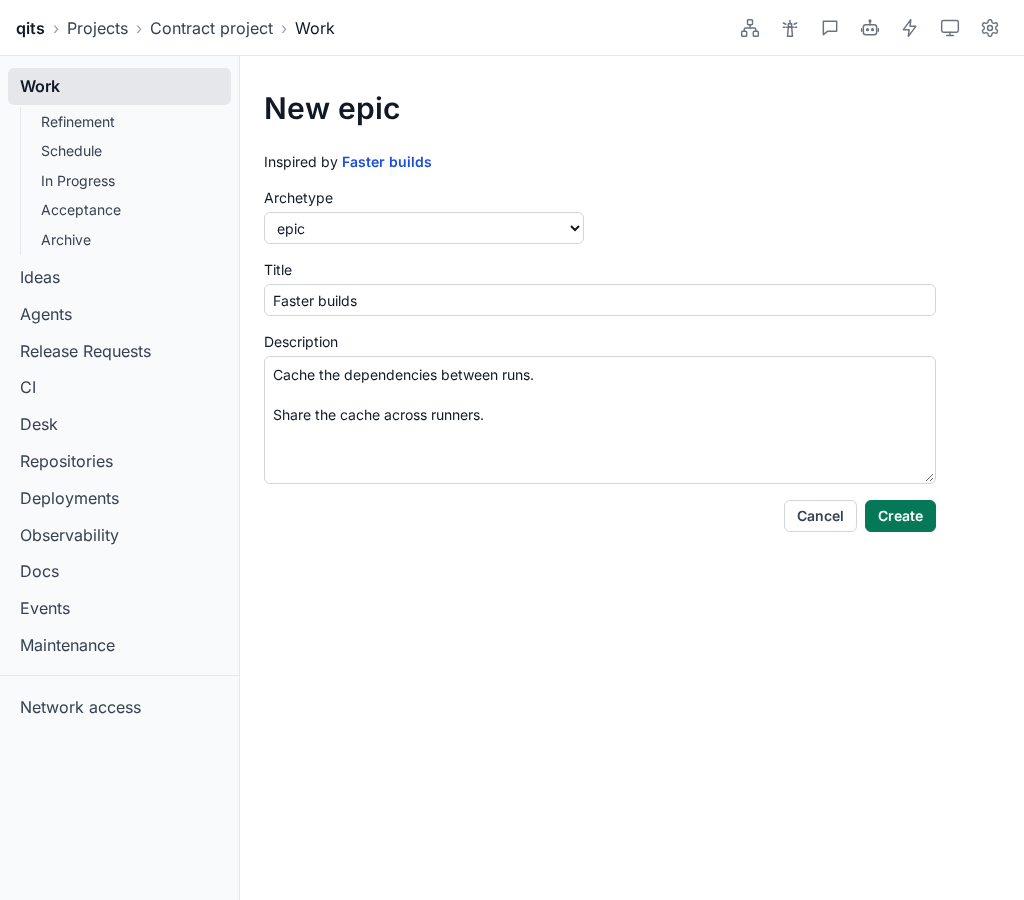 qits › Projects › Contract project › Work
Work
Refinement
Schedule
In Progress
Acceptance
Archive
Ideas
Agents
Release Requests
CI
Desk
Repositories
Deployments
Observability
Docs
Events
Maintenance
Network access
New epic
Inspired by Faster builds
Archetype
epic
Title
Faster builds
Description
Cache the dependencies between runs.
Share the cache across runners.
Cancel
Create